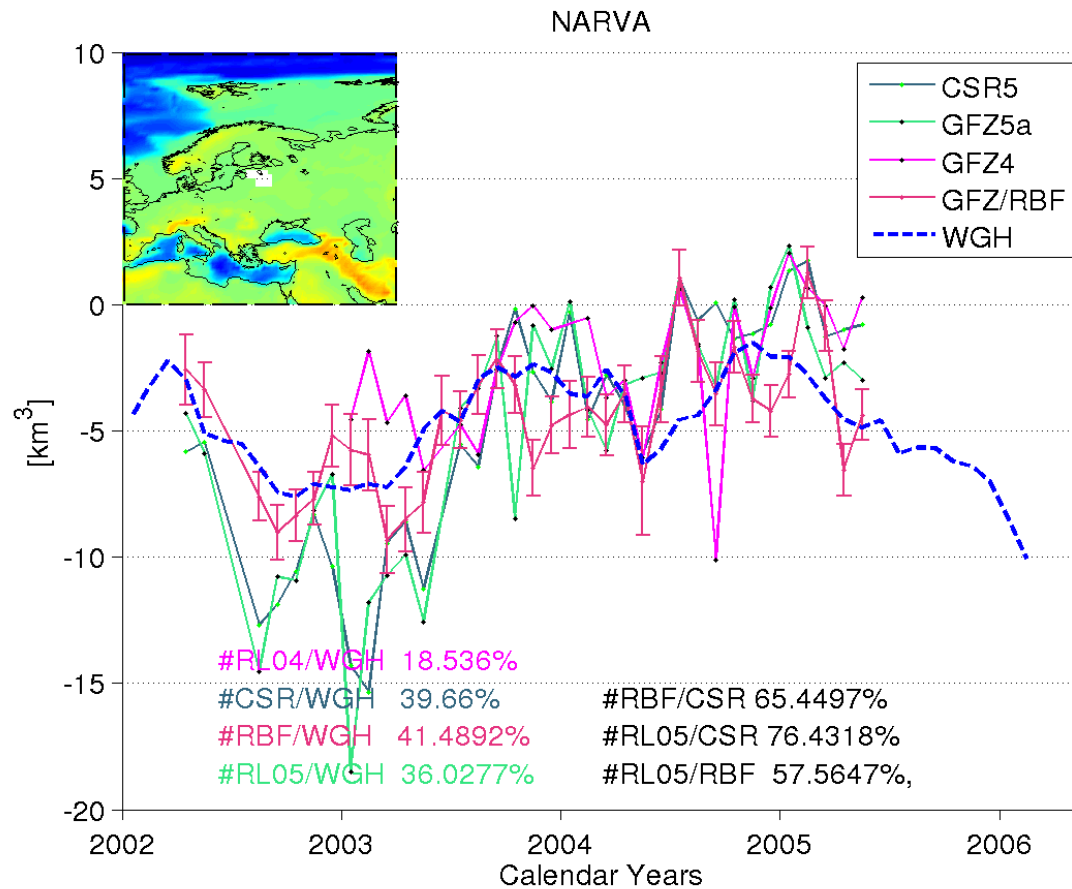 NARVA
10
5
0
-5
-10
-15
-20
[km^3]
CSR5
GFZ5a
GFZ4
GFZ/RBF
WGH
#RL04/WGH 18.536%
#CSR/WGH 39.66% #RBF/CSR 65.4497%
#RBF/WGH 41.4892% #RL05/CSR 76.4318%
#RL05/WGH 36.0277% #RL05/RBF 57.5647%,
2002 2003 2004 2005 2006
Calendar Years